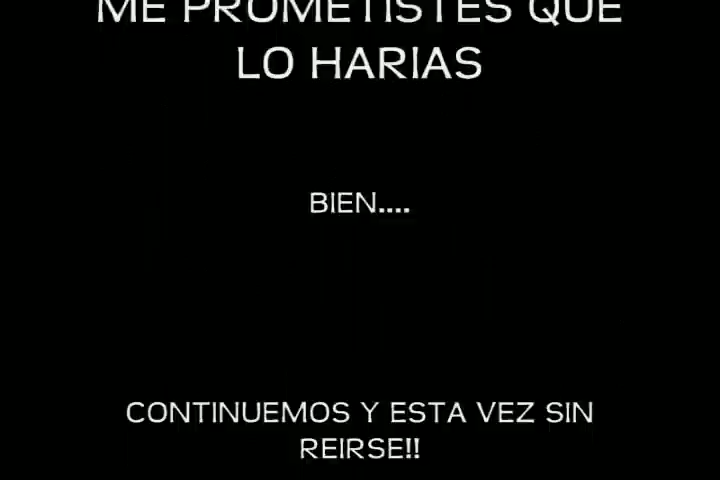 ME PROMETISTES QUE
LO HARIAS
BIEN....
CONTINUEMOS Y ESTA VEZ SIN
REIRSE!!